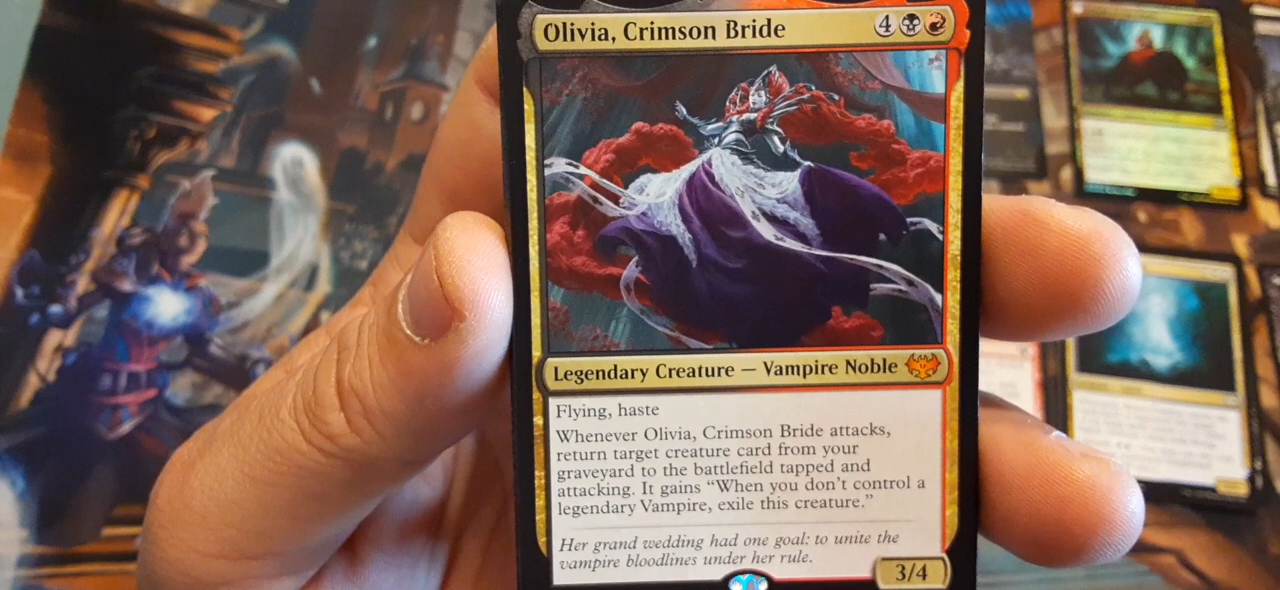 Olivia, Crimson Bride 4
Legendary Creature — Vampire Noble
Flying, haste
Whenever Olivia, Crimson Bride attacks,
return target creature card from your
graveyard to the battlefield tapped and
attacking. It gains “When you don’t control a
legendary Vampire, exile this creature.”
Her grand wedding had one goal: to unite the
vampire bloodlines under her rule.
3/4